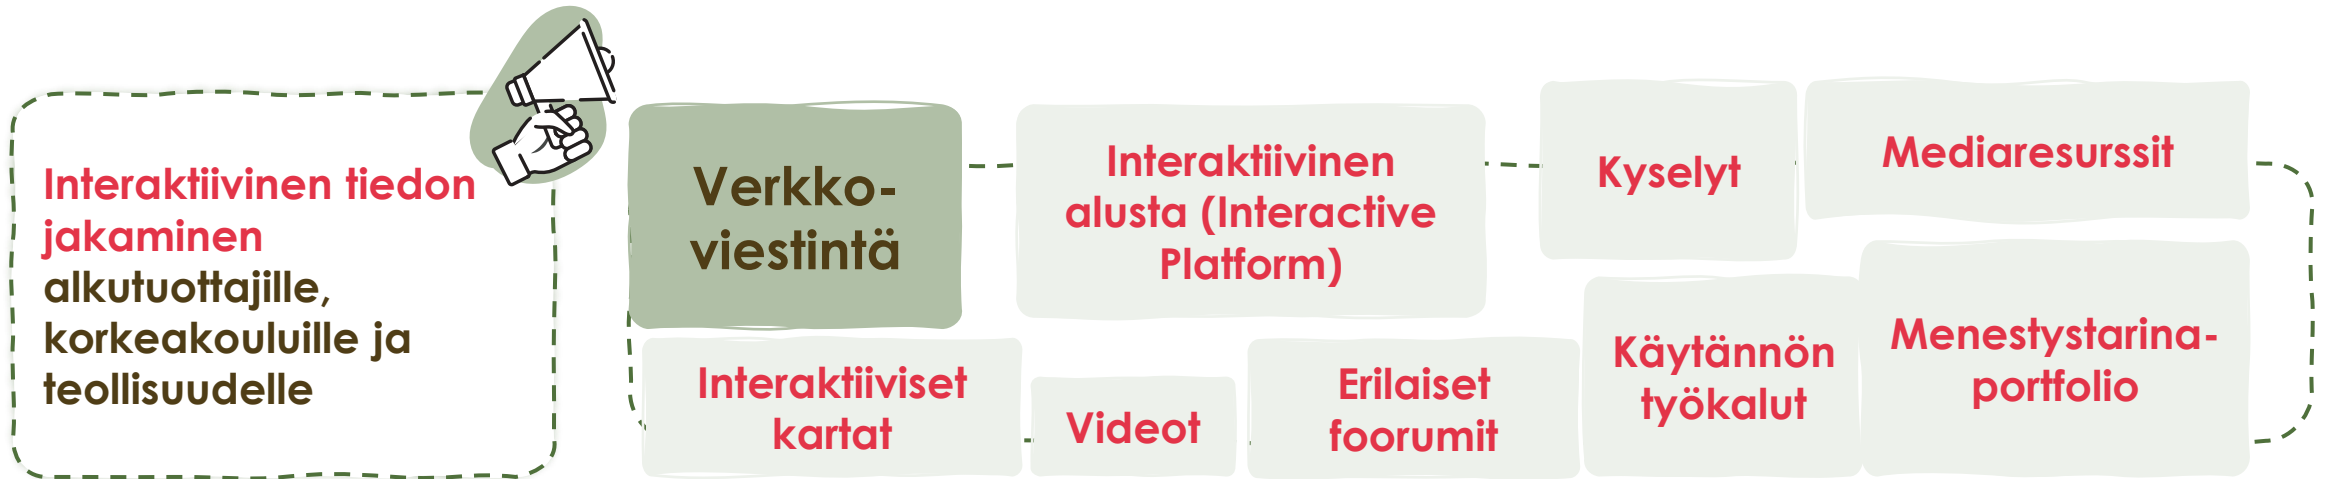 Interaktiivinen tiedon
jakaminen
alkutuottajille,
korkeakouluille ja
teollisuudelle
Verkko-
viestintä
Interaktiivinen
alusta (Interactive
Platform)
Kyselyt
Mediaresurssit
Interaktiiviset
kartat
Videot
Erilaiset
foorumit
Käytännön
työkalut
Menestystarina-
portfolio